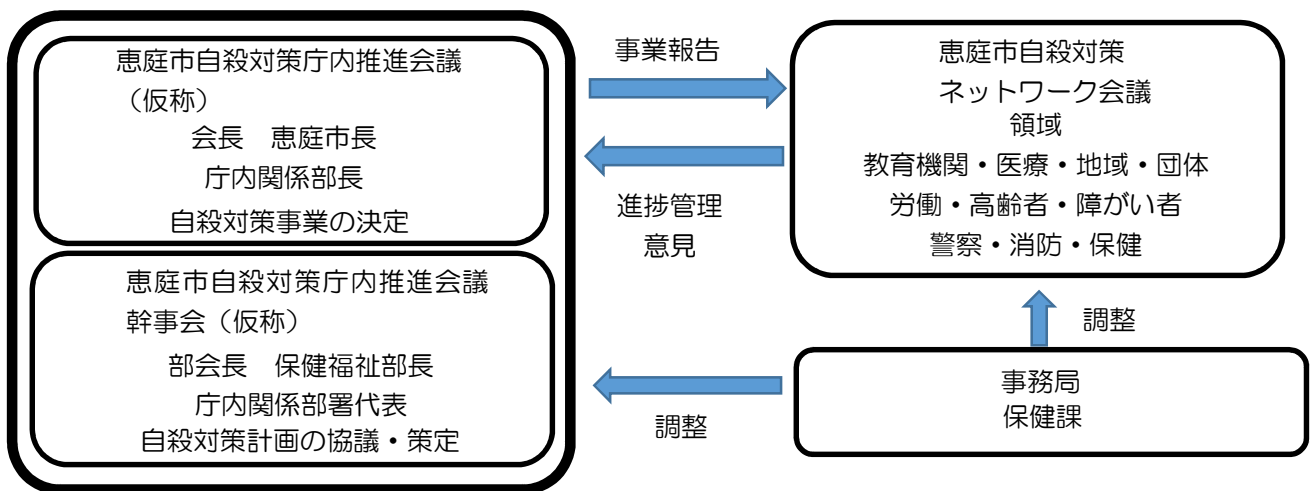 恵庭市自殺対策庁内推進会議
（仮称）
会長　恵庭市長
庁内関係部長
自殺対策事業の決定
恵庭市自殺対策庁内推進会議
幹事会（仮称）
部会長　保健福祉部長
庁内関係部署代表
自殺対策計画の協議・策定
事業報告
進捗管理
意見
調整
恵庭市自殺対策
ネットワーク会議
領域
教育機関・医療・地域・団体
労働・高齢者・障がい者
警察・消防・保健
調整
事務局
保健課